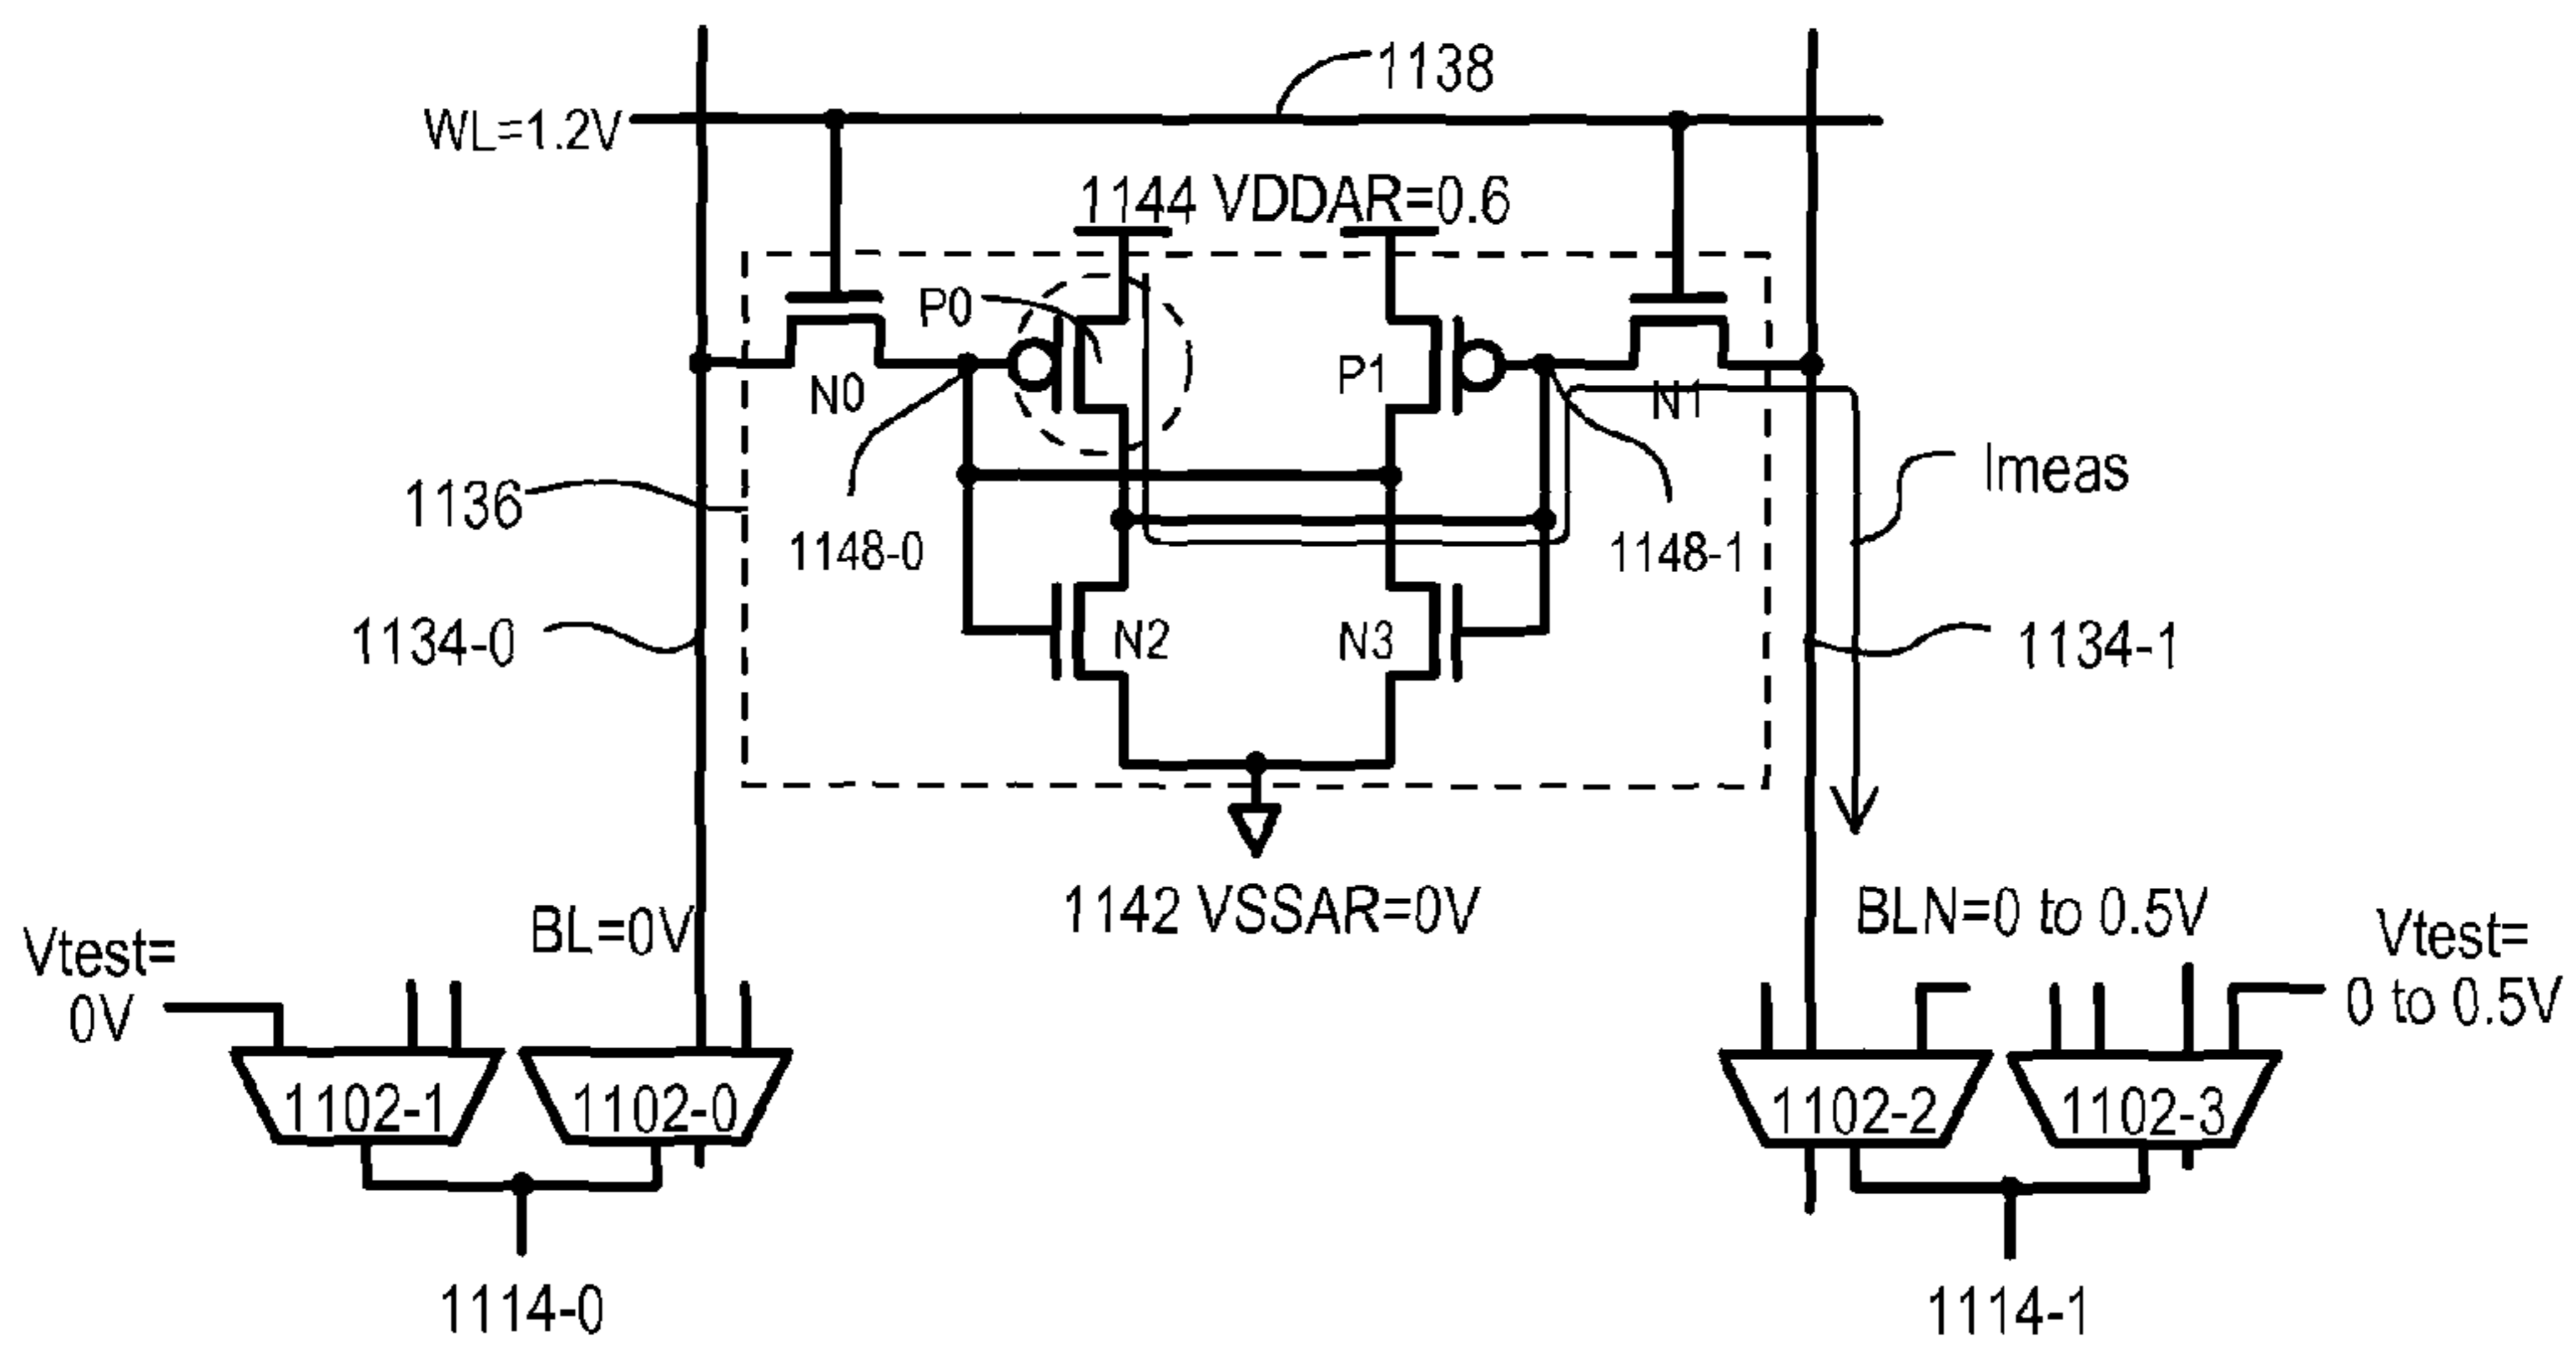 1138
WL=1.2V
1144 VDDAR=0.6
P0
P1
N0
N1
Imeas
1136
1148-0
1148-1
1134-0
N2
N3
1134-1
1142 VSSAR=0V
BL=0V
BLN=0 to 0.5V
Vtest=
0V
Vtest=
0 to 0.5V
1102-1
1102-0
1102-2
1102-3
1114-0
1114-1